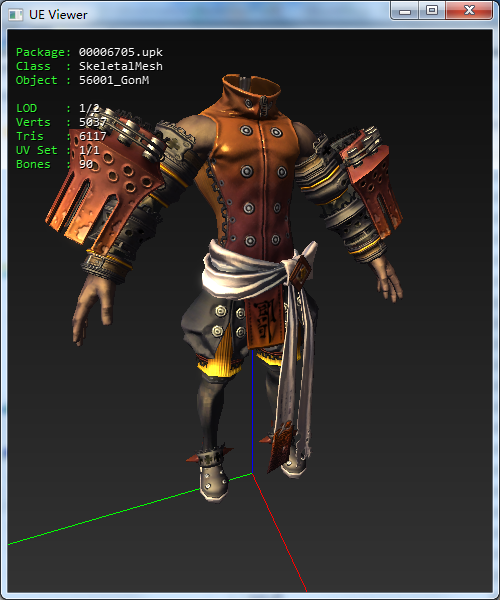 UE Viewer
Package: 00006705.upk
Class : SkeletalMesh
Object : 56001_GonM
LOD : 1/2
Verts : 5037
Tris : 6117
UV Set : 1/1
Bones : 90